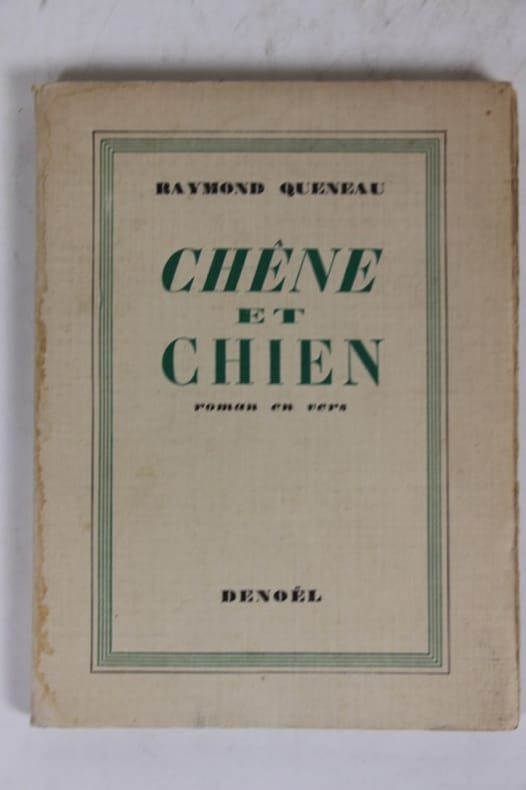 RAYMOND QUENEAU
CHÊNE
ET
CHIEN
roman en vers
DENOËL